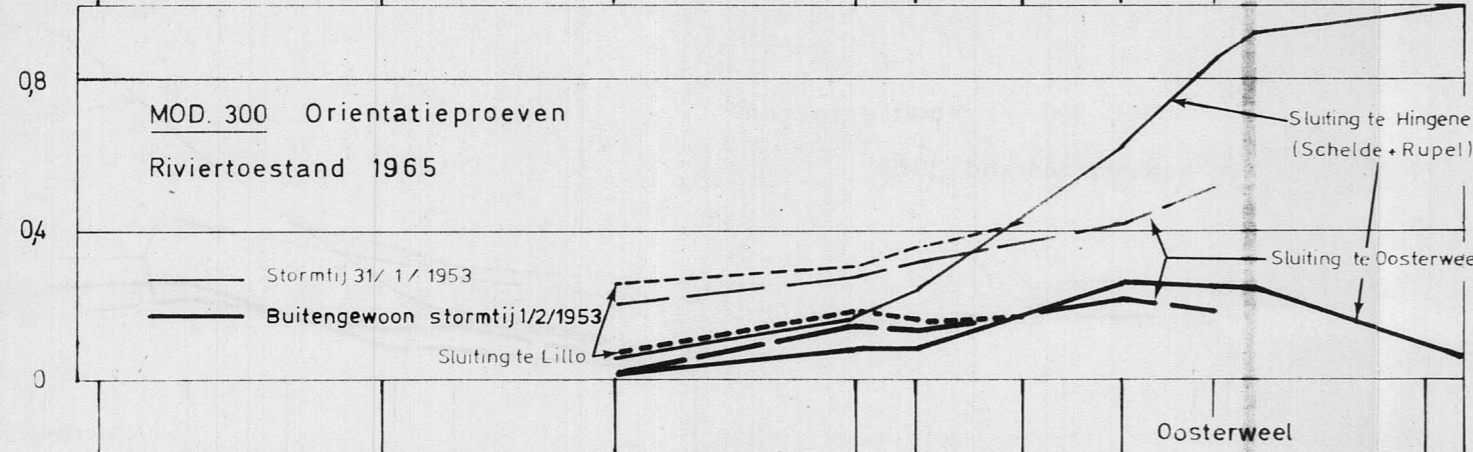 0,8
MOD. 300 Orientatieproeven
Riviertoestand 1965
Sluiting te Hingene
(Schelde + Rupel)
0,4
Stormtij 31/ 1 / 1953
Sluiting te Oosterwee
Buitengewoon stormtij 1/2/1953
Sluiting te Lillo
0
Oosterweel